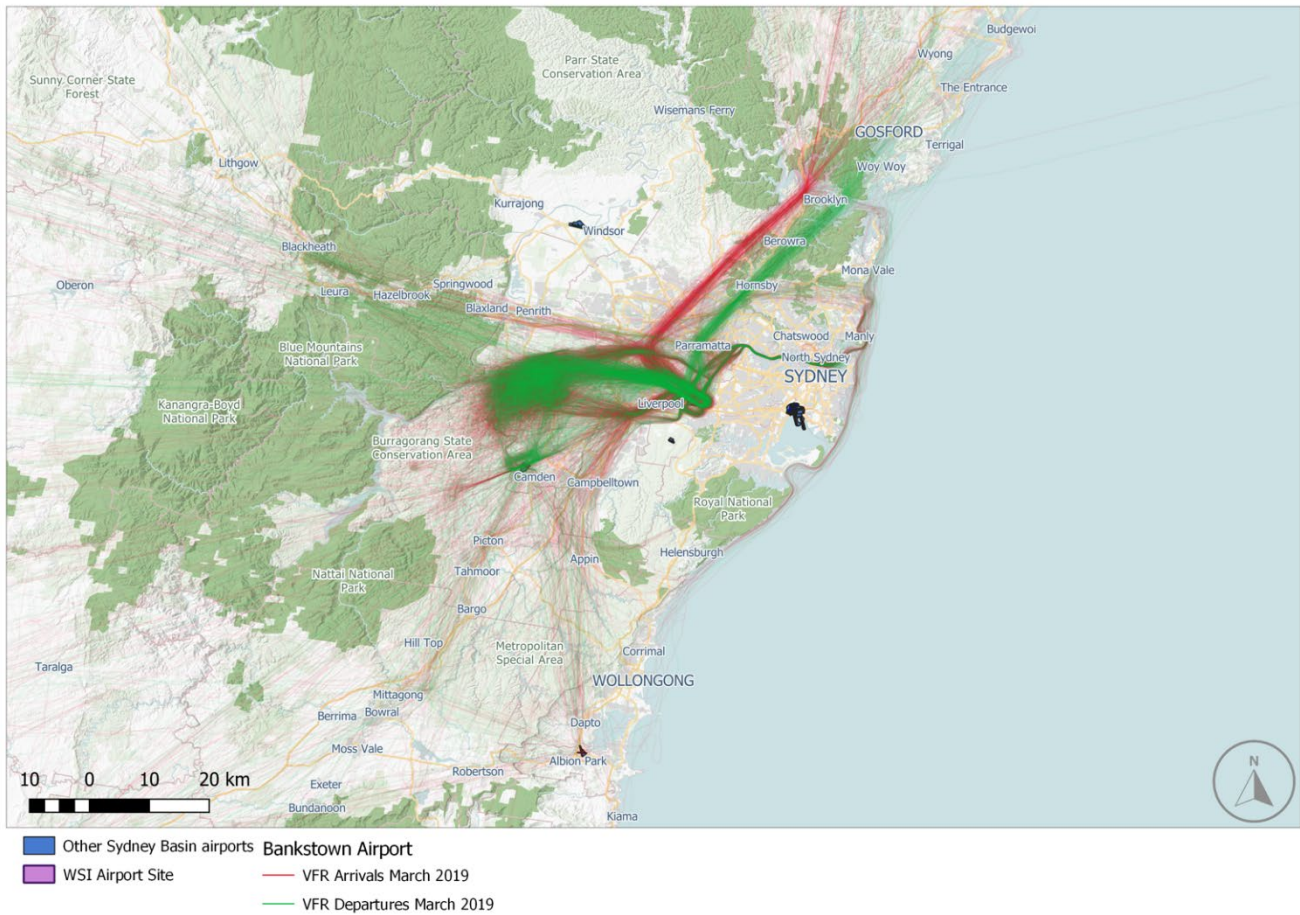 Budgewoi
Wyong
Parr State
Conservation Area
Sunny Corner State
Forest
The Entrance
Wisemans Ferry
GOSFORD
Terrigal
Lithgow
Woy Woy
Kurrajong
Brooklyn
Windsor
Blackheath
Berowra
Mona Vale
Oberon
Springwood
Hornsby
Leura
Hazelbrook
Blaxland
Penrith
Chatswood
Manly
Blue Mountains
National Park
Parramatta
North Sydney
SYDNEY
Kanangra-Boyd
National Park
Liverpool
Burragorang State
Conservation Area
Camden
Campbelltown
Royal National
Park
Picton
Appin
Helensburgh
Nattai National
Park
Tahmoor
Bargo
Hill Top
Metropolitan
Special Area
Corrimal
Taralga
WOLLONGONG
Mittagong
Berrima
Bowral
Dapto
Moss Vale
Albion Park
N
10 0 10 20 km
Robertson
Exeter
Bundanoon
Kiama
Other Sydney Basin airports
WSI Airport Site
Bankstown Airport
VFR Arrivals March 2019
VFR Departures March 2019